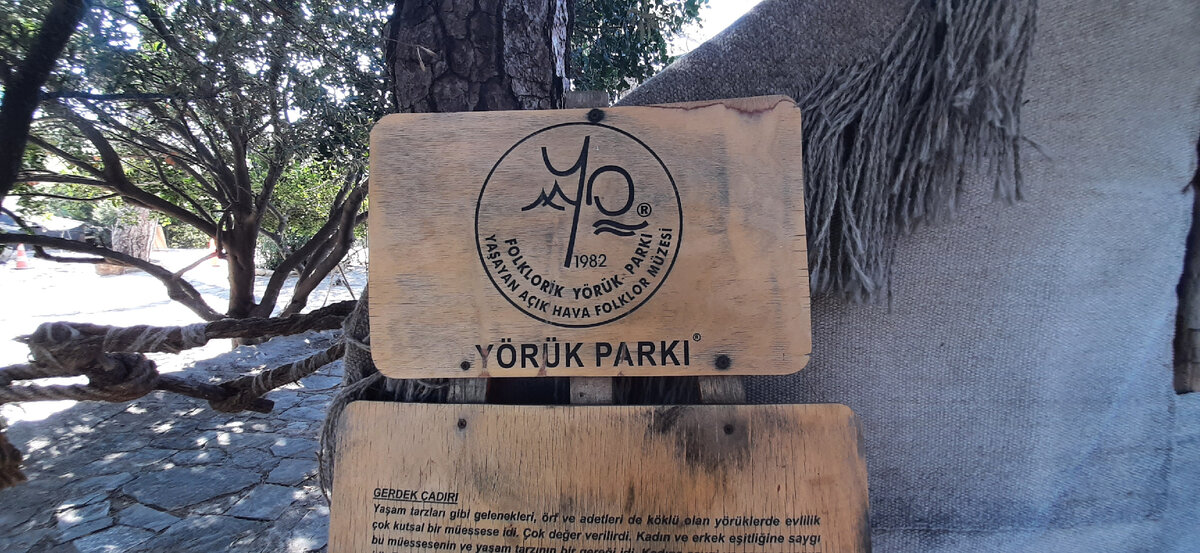 ®
1982
FOLKLORİK YÖRÜK PARKI
YAŞAYAN AÇIK HAVA FOLKLOR MÜZESİ
YÖRÜK PARKI®
GERDEK ÇADIRI
Yaşam tarzları gibi gelenekleri, örf ve adetleri de köklü olan yörüklerde evlilik
çok kutsal bir müessese idi. Çok değer verilirdi. Kadın ve erkek eşitliğine saygı
bu müessesenin ve yaşam tarzının bir gereği idi.